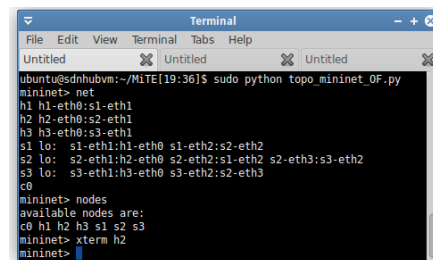 Terminal
File Edit View Terminal Tabs Help
Untitled Untitled Untitled
ubuntu@sdnhubvm:~/MiTE[19:36]$ sudo python topo_mininet_OF.py
mininet> net
h1 h1-eth0:s1-eth1
h2 h2-eth0:s2-eth1
h3 h3-eth0:s3-eth1
s1 lo:  s1-eth1:h1-eth0 s1-eth2:s2-eth2
s2 lo:  s2-eth1:h2-eth0 s2-eth2:s1-eth2 s2-eth3:s3-eth2
s3 lo:  s3-eth1:h3-eth0 s3-eth2:s2-eth3
c0
mininet> nodes
available nodes are:
c0 h1 h2 h3 s1 s2 s3
mininet> xterm h2
mininet>